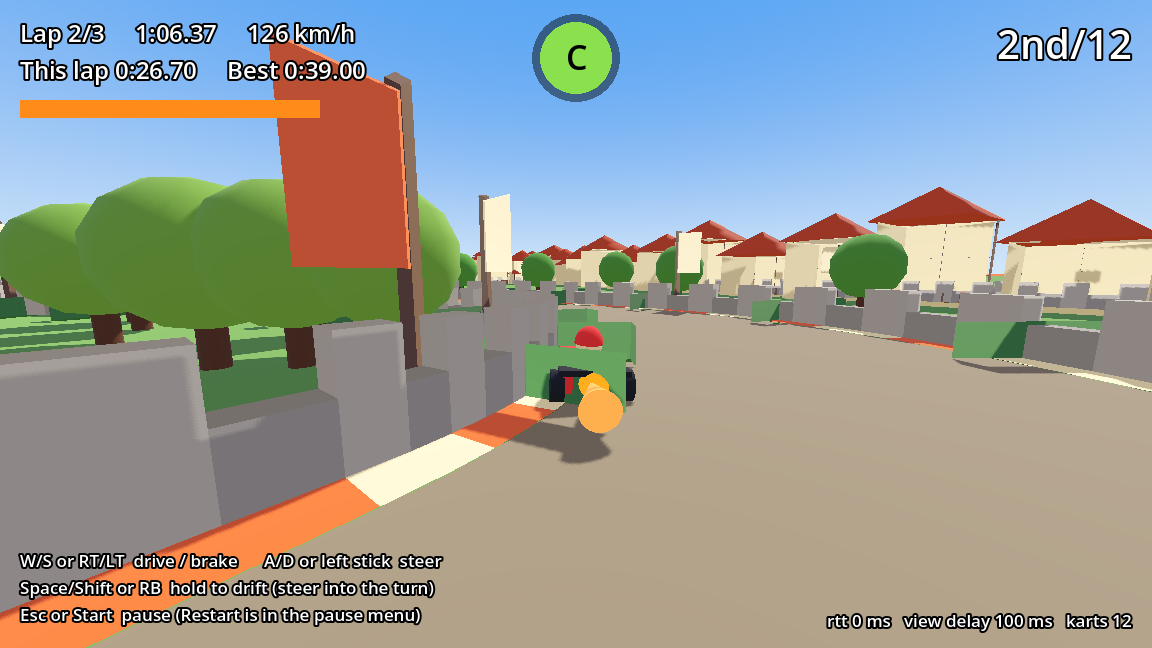 Lap 2/3 1:06.37 126 km/h
This lap 0:26.70 Best 0:39.00
C
2nd/12
W/S or RT/LT drive / brake A/D or left stick steer
Space/Shift or RB hold to drift (steer into the turn)
Esc or Start pause (Restart is in the pause menu)
rtt 0 ms view delay 100 ms karts 12